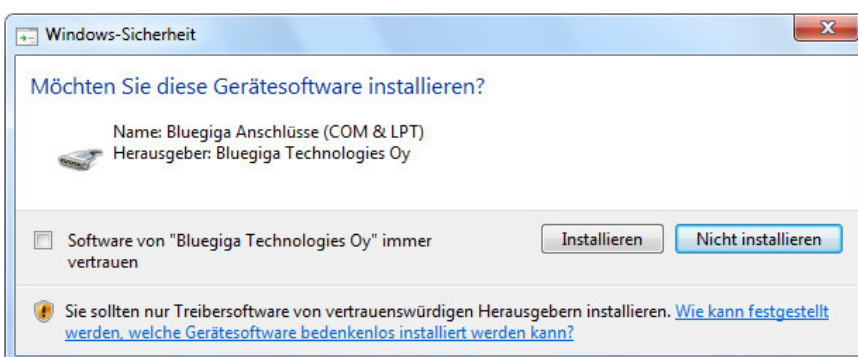 Windows-Sicherheit
Möchten Sie diese Gerätesoftware installieren?
Name: Bluegiga Anschlüsse (COM & LPT)
Herausgeber: Bluegiga Technologies Oy
Software von "Bluegiga Technologies Oy" immer
vertrauen
Installieren
Nicht installieren
Sie sollten nur Treibersoftware von vertrauenswürdigen Herausgebern installieren. Wie kann festgestellt
werden, welche Gerätesoftware bedenkenlos installiert werden kann?